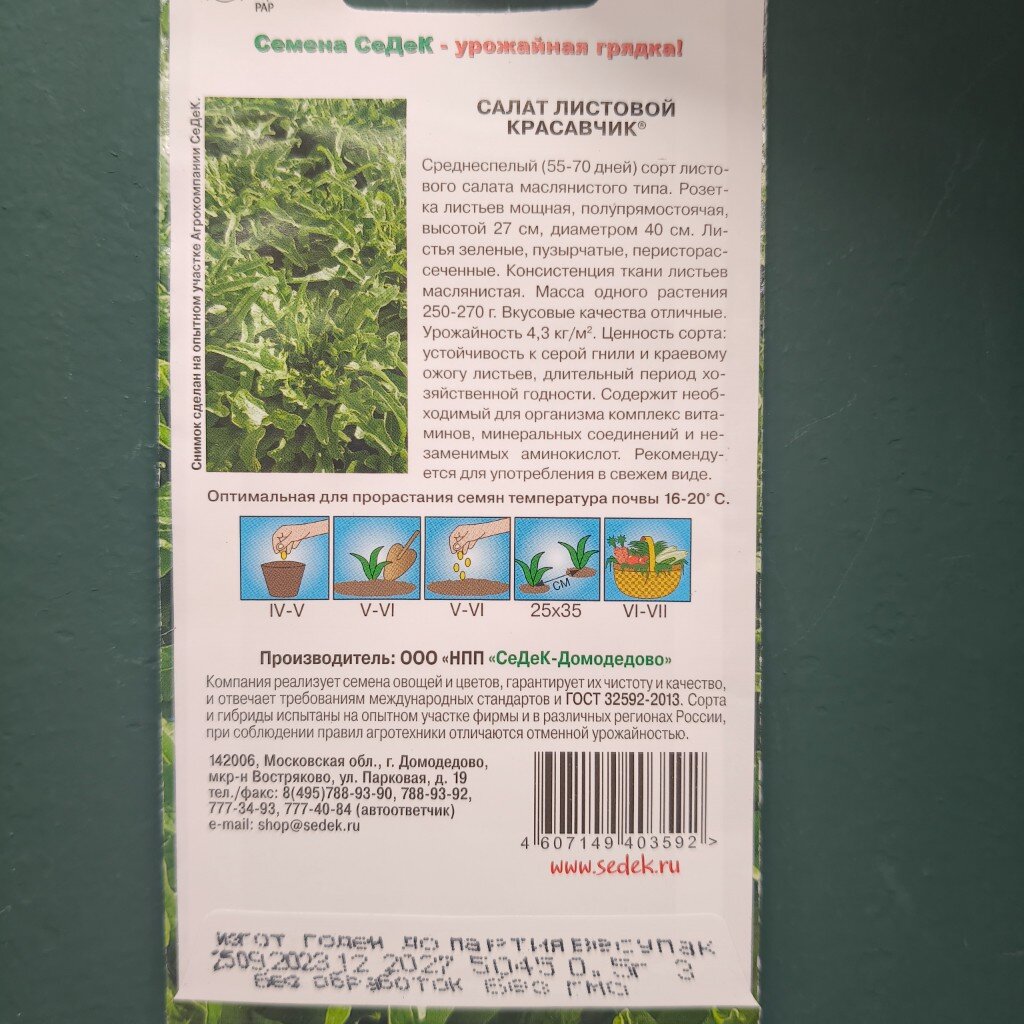 PAP
Семена СеДеК - урожайная грядка!
Снимок сделан на опытном участке Агрокомпании СеДеК.
САЛАТ ЛИСТОВОЙ
КРАСАВЧИК®
Среднеспелый (55-70 дней) сорт листо-
вого салата маслянистого типа. Розет-
ка листьев мощная, полупрямостоячая,
высотой 27 см, диаметром 40 см. Ли-
стья зеленые, пузырчатые, перисторас-
сеченные. Консистенция ткани листьев
маслянистая. Масса одного растения
250-270 г. Вкусовые качества отличные.
Урожайность 4,3 кг/м². Ценность сорта:
устойчивость к серой гнили и краевому
ожогу листьев, длительный период хо-
зяйственной годности. Содержит необ-
ходимый для организма комплекс вита-
минов, минеральных соединений и не-
заменимых аминокислот. Рекоменду-
ется для употребления в свежем виде.
Оптимальная для прорастания семян температура почвы 16-20° С.
см
IV-V V-VI V-VI 25х35 VI-VII
Производитель: ООО «НПП «СеДеК-Домодедово»
Компания реализует семена овощей и цветов, гарантирует их чистоту и качество,
и отвечает требованиям международных стандартов и ГОСТ 32592-2013. Сорта
и гибриды испытаны на опытном участке фирмы и в различных регионах России,
при соблюдении правил агротехники отличаются отменной урожайностью.
142006, Московская обл., г. Домодедово,
мкр-н Востряково, ул. Парковая, д. 19
тел./факс: 8(495)788-93-90, 788-93-92,
777-34-93, 777-40-84 (автоответчик)
e-mail: shop@sedek.ru
4 607149 403592 >
www.sedek.ru
ИЗГОТ ГОДЕН ДО ПАРТИЯ ВЕС УПАК
2509.2023 12.2027 5045 0.5г 3
Без обработок Без ГМО